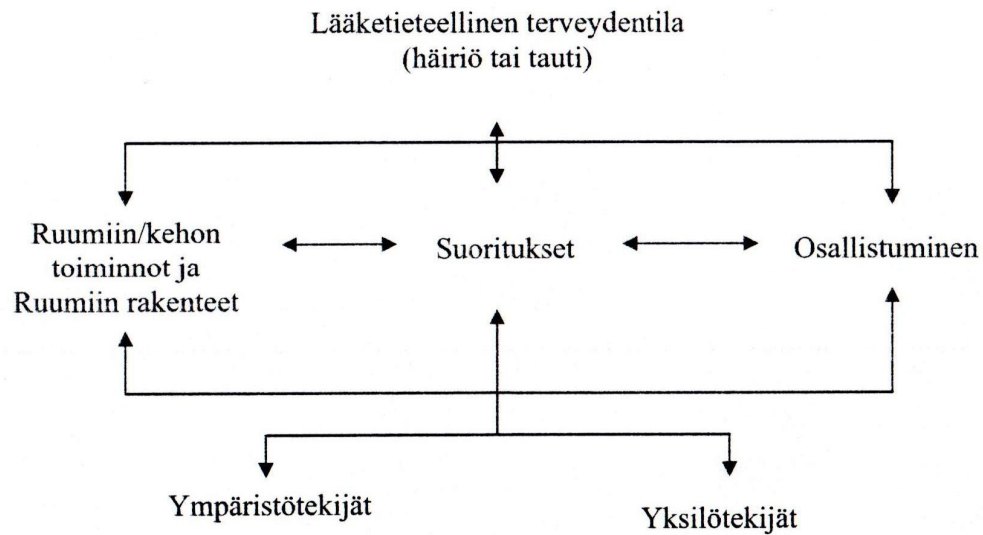 Lääketieteellinen terveydentila
(häiriö tai tauti)
Ruumiin/kehon
toiminnot ja
Ruumiin rakenteet
Suoritukset
Osallistuminen
Ympäristötekijät
Yksilötekijät